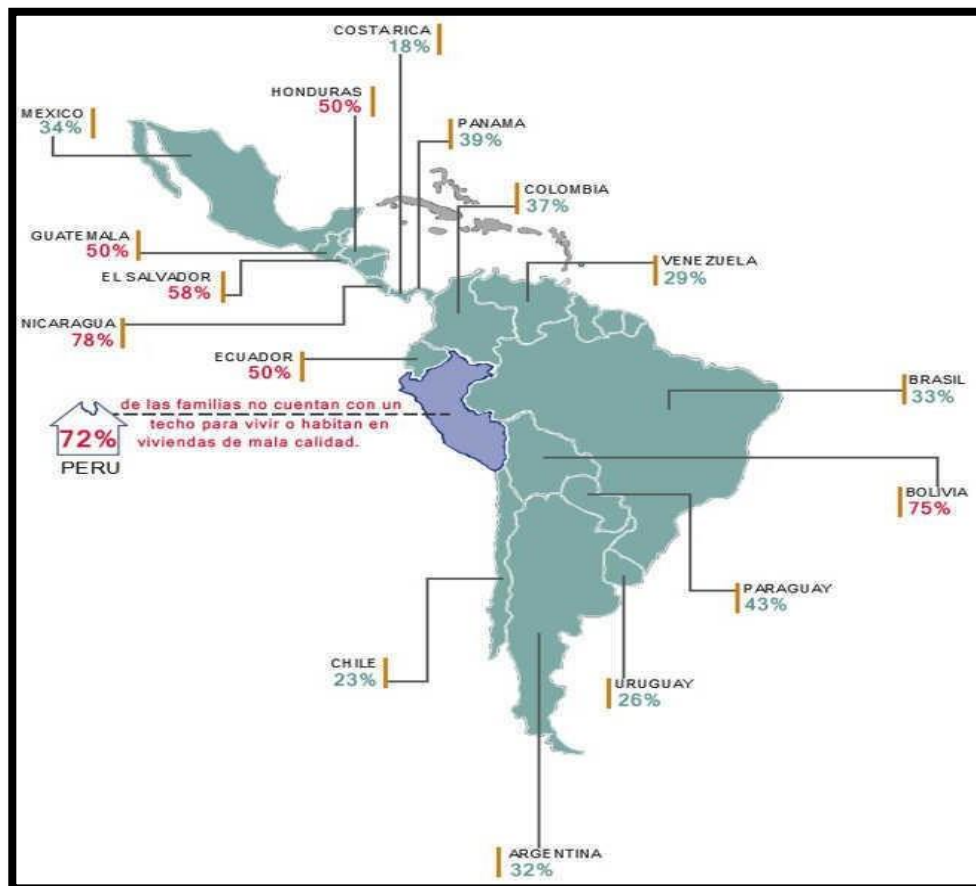 COSTARICA
18%
HONDURAS
50%
MEXICO
34%
PANAMA
39%
COLOMBIA
37%
GUATEMALA
50%
EL SALVADOR
58%
VENEZUELA
29%
NICARAGUA
78%
ECUADOR
50%
BRASIL
33%
de las familias no cuentan con un
techo para vivir o habitan en
viviendas de mala calidad.
72%
PERU
BOLIVIA
75%
PARAGUAY
43%
CHILE
23%
URUGUAY
26%
ARGENTINA
32%